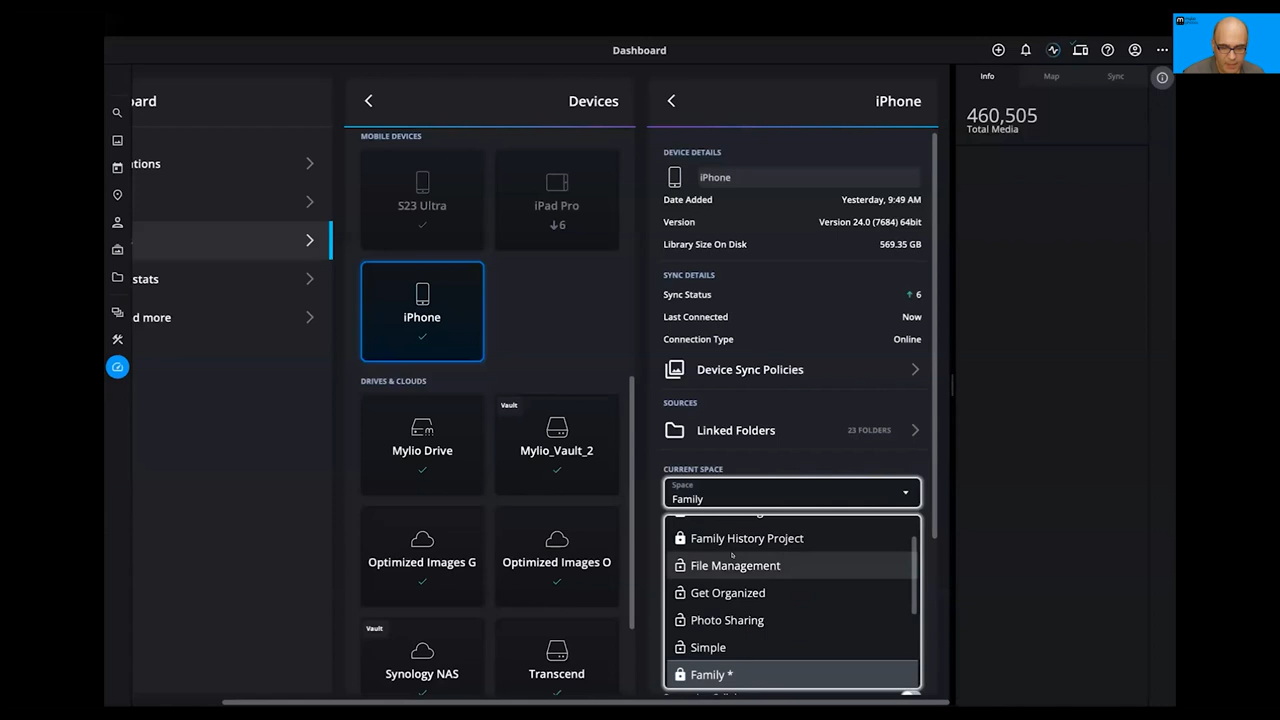 Dashboard
board
ations
stats
d more
Devices
MOBILE DEVICES
S23 Ultra
iPad Pro
6
iPhone
DRIVES & CLOUDS
Mylio Drive
Vault
Mylio_Vault_2
Optimized Images G
Optimized Images O
Vault
Synology NAS
Transcend
iPhone
DEVICE DETAILS
iPhone
Date Added Yesterday, 9:49 AM
Version Version 24.0 (7684) 64bit
Library Size On Disk 569.35 GB
SYNC DETAILS
Sync Status 6
Last Connected Now
Connection Type Online
Device Sync Policies
SOURCES
Linked Folders 23 FOLDERS
CURRENT SPACE
Space
Family
Family History Project
File Management
Get Organized
Photo Sharing
Simple
Family *
Info Map Sync
460,505
Total Media